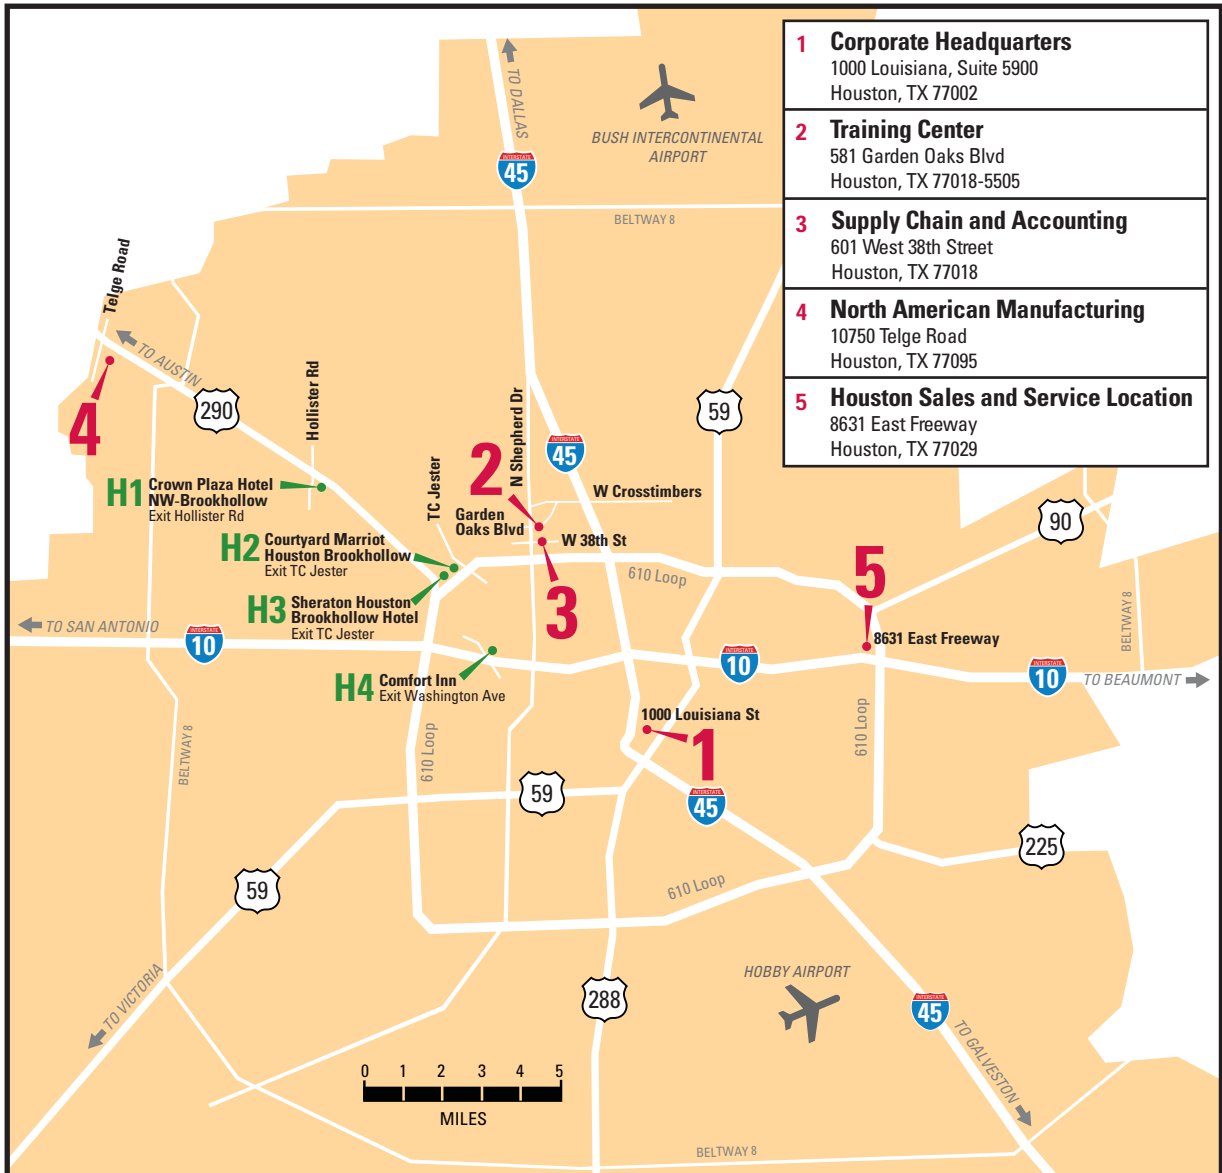 1 Corporate Headquarters
1000 Louisiana, Suite 5900
Houston, TX 77002
2 Training Center
581 Garden Oaks Blvd
Houston, TX 77018-5505
3 Supply Chain and Accounting
601 West 38th Street
Houston, TX 77018
4 North American Manufacturing
10750 Telge Road
Houston, TX 77095
5 Houston Sales and Service Location
8631 East Freeway
Houston, TX 77029
TO DALLAS
BUSH INTERCONTINENTAL
AIRPORT
INTERSTATE
45
BELTWAY 8
Telge Road
TO AUSTIN
290
Hollister Rd
N Shepherd Dr
59
4
INTERSTATE
45
2
H1 Crown Plaza Hotel
NW-Brookhollow
Exit Hollister Rd
TC Jester
W Crosstimbers
Garden
Oaks Blvd
90
H2 Courtyard Marriot
Houston Brookhollow
Exit TC Jester
W 38th St
610 Loop
5
3
H3 Sheraton Houston
Brookhollow Hotel
Exit TC Jester
BELTWAY 8
TO SAN ANTONIO
INTERSTATE
10
8631 East Freeway
INTERSTATE
10
INTERSTATE
10
TO BEAUMONT
H4 Comfort Inn
Exit Washington Ave
1000 Louisiana St
1
BELTWAY 8
610 Loop
610 Loop
59
INTERSTATE
45
225
59
610 Loop
HOBBY AIRPORT
288
INTERSTATE
45
TO VICTORIA
TO GALVESTON
0 1 2 3 4 5
MILES
BELTWAY 8